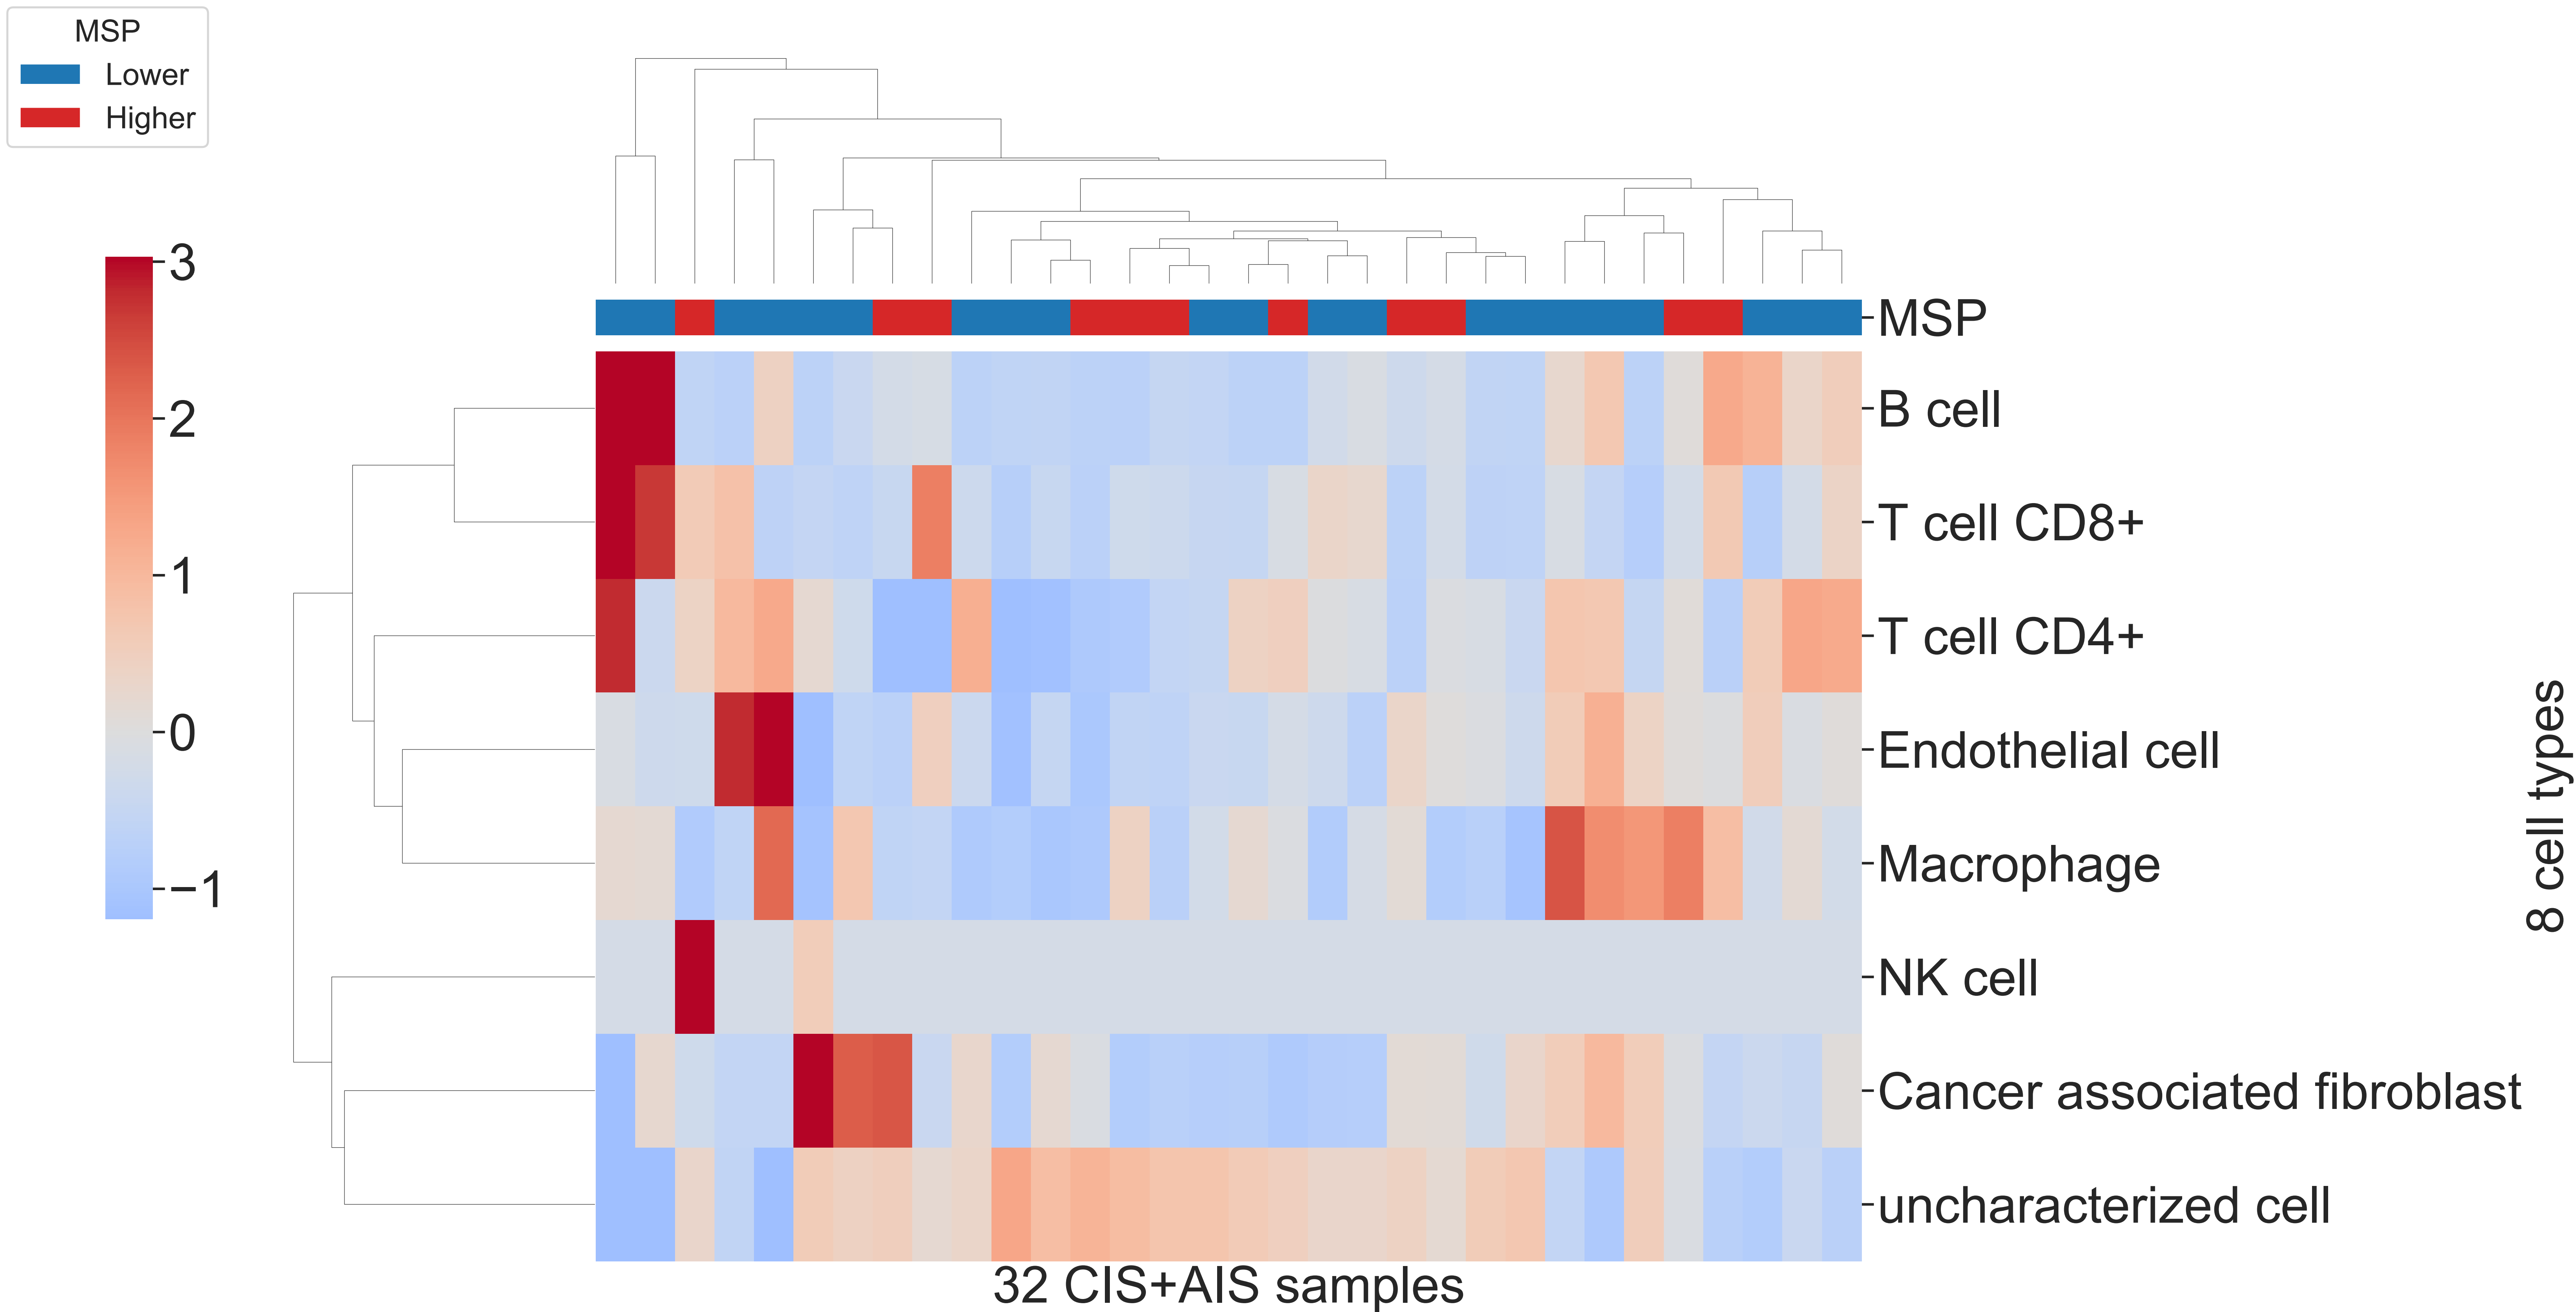 MSP
Lower
Higher
3
2
1
0
−1
MSP
B cell
T cell CD8+
T cell CD4+
Endothelial cell
Macrophage
NK cell
Cancer associated fibroblast
uncharacterized cell
8 cell types
32 CIS+AIS samples